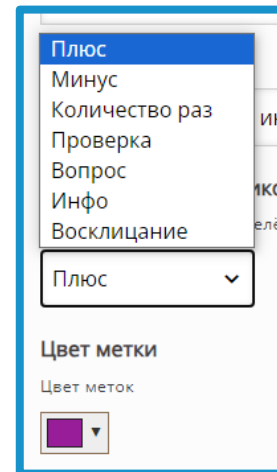 Плюс
Минус
Количество раз
Проверка
Вопрос
Инфо
Восклицание
Плюс
Цвет метки
Цвет меток